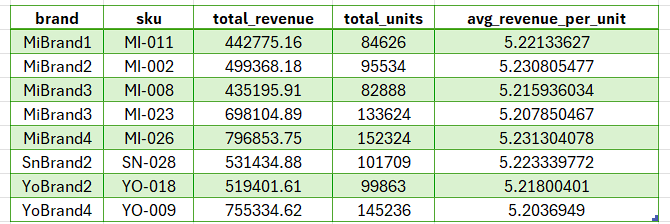 brand sku total_revenue total_units avg_revenue_per_unit
MiBrand1 MI-011 442775.16 84626 5.22133627
MiBrand2 MI-002 499368.18 95534 5.230805477
MiBrand3 MI-008 435195.91 82888 5.215936034
MiBrand3 MI-023 698104.89 133624 5.207850467
MiBrand4 MI-026 796853.75 152324 5.231304078
SnBrand2 SN-028 531434.88 101709 5.223339772
YoBrand2 YO-018 519401.61 99863 5.21800401
YoBrand4 YO-009 755334.62 145236 5.2036949